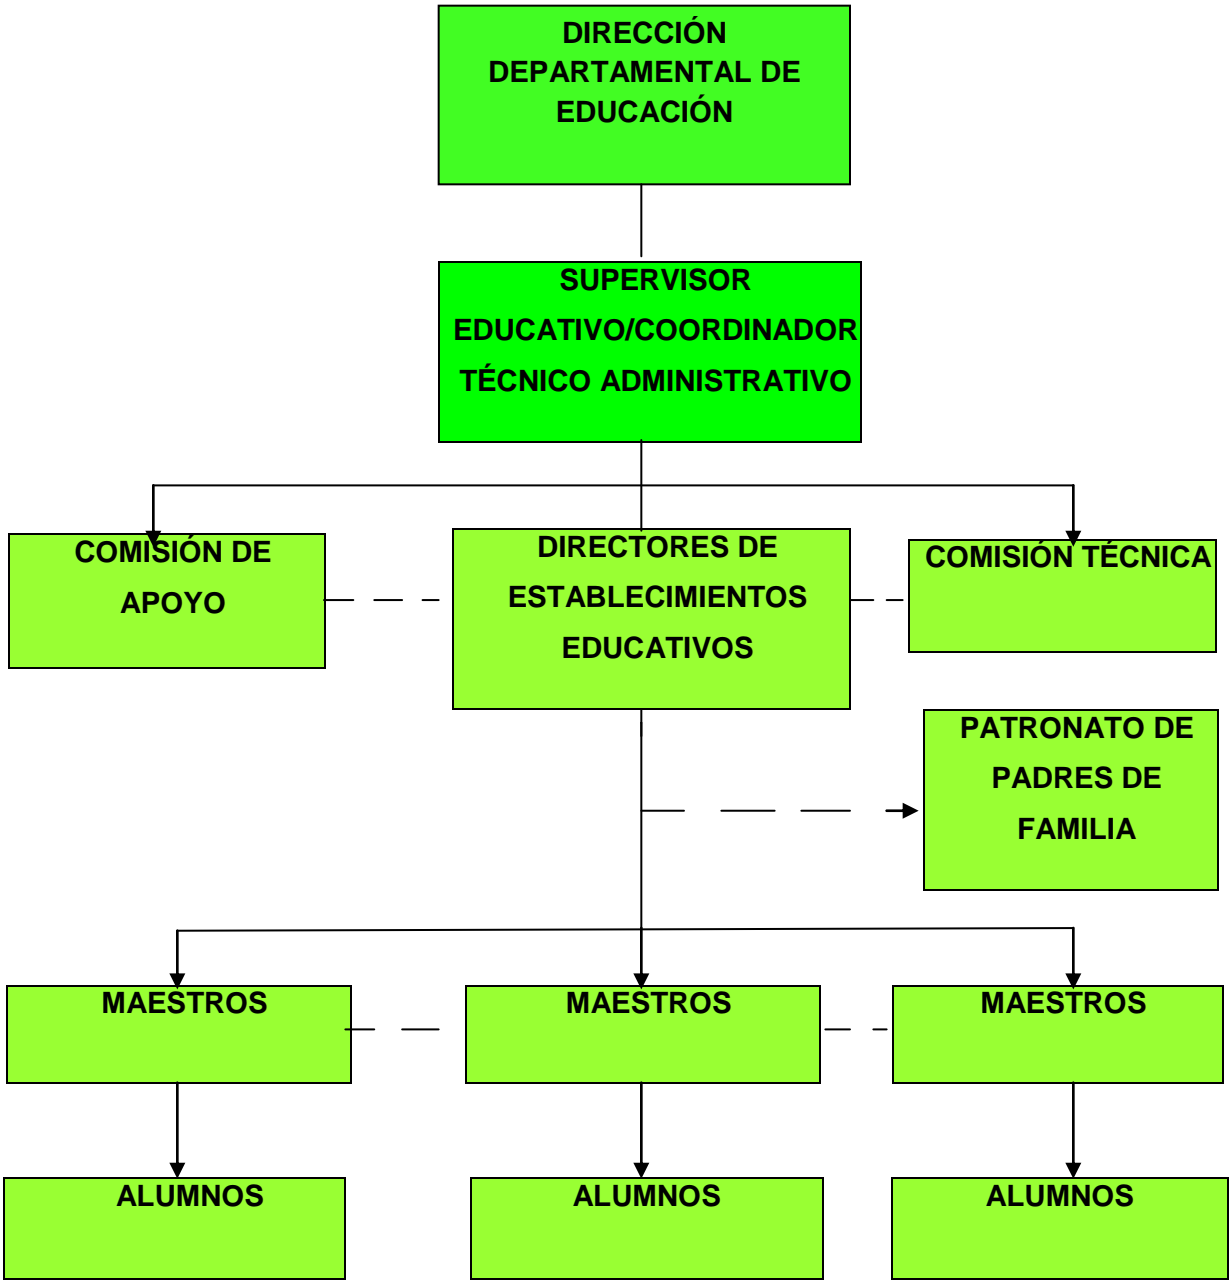 DIRECCIÓN
DEPARTAMENTAL DE
EDUCACIÓN
SUPERVISOR
EDUCATIVO/COORDINADOR
TÉCNICO ADMINISTRATIVO
COMISIÓN DE
APOYO
DIRECTORES DE
ESTABLECIMIENTOS
EDUCATIVOS
COMISIÓN TÉCNICA
PATRONATO DE
PADRES DE
FAMILIA
MAESTROS
MAESTROS
MAESTROS
ALUMNOS
ALUMNOS
ALUMNOS